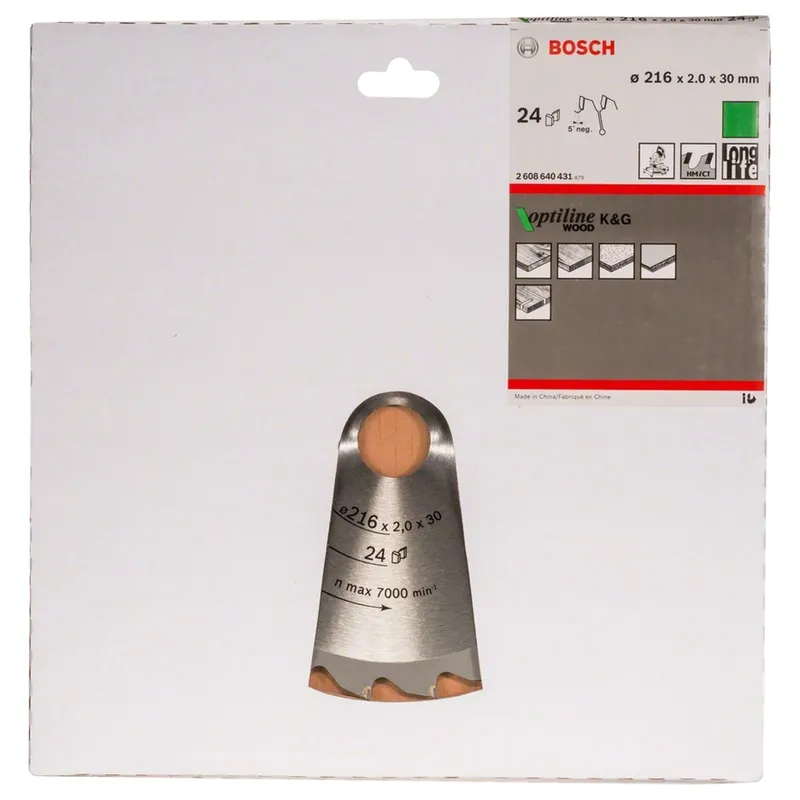 optiline K&G ø 216 x 2.0 x 30 mm 24
BOSCH
ø 216 x 2.0 x 30 mm
24
5° neg.
HM/CT
Long life
2 608 640 431
optiline
WOOD K&G
Made in China/Fabriqué en Chine
ø216 x 2,0 x 30
24
n max 7000 min⁻¹